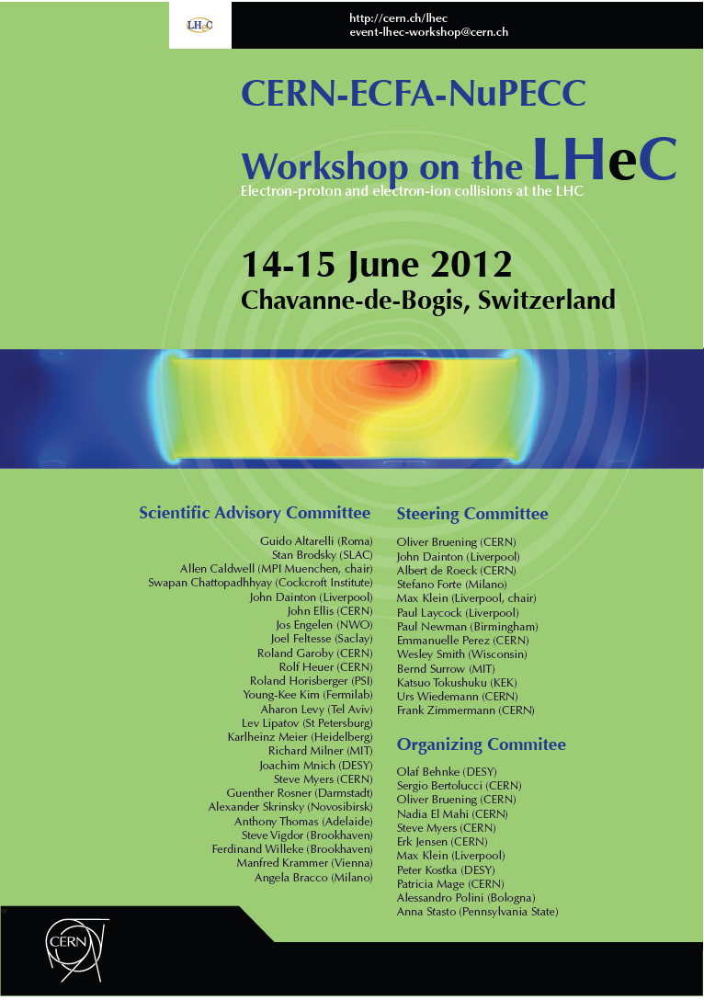 LHeC
http://cern.ch/lhec
event-lhec-workshop@cern.ch
CERN-ECFA-NuPECC
Workshop on the LHeC
Electron-proton and electron-ion collisions at the LHC
14-15 June 2012
Chavanne-de-Bogis, Switzerland
Scientific Advisory Committee
Guido Altarelli (Roma)
Stan Brodsky (SLAC)
Allen Caldwell (MPI Muenchen, chair)
Swapan Chattopadhhyay (Cockcroft Institute)
John Dainton (Liverpool)
John Ellis (CERN)
Jos Engelen (NWO)
Joel Feltesse (Saclay)
Roland Garoby (CERN)
Rolf Heuer (CERN)
Roland Horisberger (PSI)
Young-Kee Kim (Fermilab)
Aharon Levy (Tel Aviv)
Lev Lipatov (St Petersburg)
Karlheinz Meier (Heidelberg)
Richard Milner (MIT)
Joachim Mnich (DESY)
Steve Myers (CERN)
Guenther Rosner (Darmstadt)
Alexander Skrinsky (Novosibirsk)
Anthony Thomas (Adelaide)
Steve Vigdor (Brookhaven)
Ferdinand Willeke (Brookhaven)
Manfred Krammer (Vienna)
Angela Bracco (Milano)
Steering Committee
Oliver Bruening (CERN)
John Dainton (Liverpool)
Albert de Roeck (CERN)
Stefano Forte (Milano)
Max Klein (Liverpool, chair)
Paul Laycock (Liverpool)
Paul Newman (Birmingham)
Emmanuelle Perez (CERN)
Wesley Smith (Wisconsin)
Bernd Surrow (MIT)
Katsuo Tokushuku (KEK)
Urs Wiedemann (CERN)
Frank Zimmermann (CERN)
Organizing Commitee
Olaf Behnke (DESY)
Sergio Bertolucci (CERN)
Oliver Bruening (CERN)
Nadia El Mahi (CERN)
Steve Myers (CERN)
Erk Jensen (CERN)
Max Klein (Liverpool)
Peter Kostka (DESY)
Patricia Mage (CERN)
Alessandro Polini (Bologna)
Anna Stasto (Pennsylvania State)
CERN